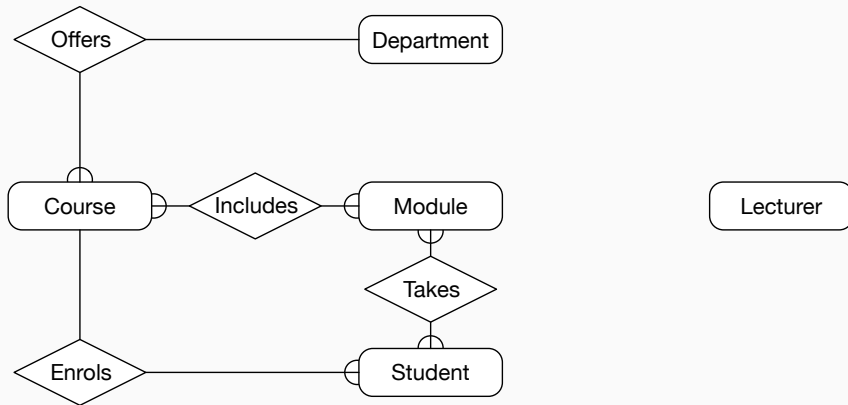 Offers
Department
Course
Includes
Module
Lecturer
Takes
Enrols
Student